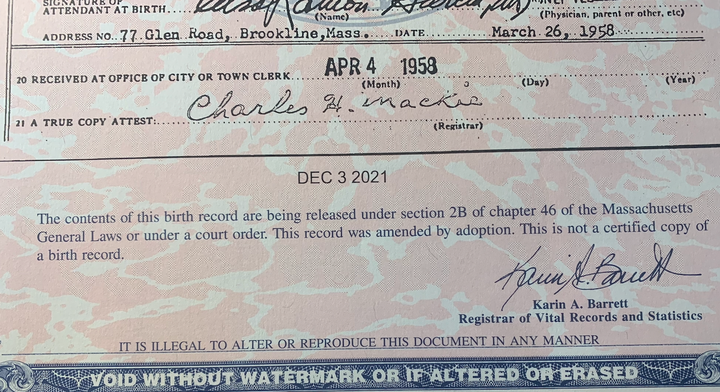 SIGNATURE OF
ATTENDANT AT BIRTH
(Name) (Physician, parent or other, etc)
ADDRESS NO. 77 Glen Road, Brookline, Mass. DATE March 26, 1958
20 RECEIVED AT OFFICE OF CITY OR TOWN CLERK APR 4 1958
(Month) (Day) (Year)
21 A TRUE COPY ATTEST: Charles H. Mackie
(Registrar)
DEC 3 2021
The contents of this birth record are being released under section 2B of chapter 46 of the Massachusetts
General Laws or under a court order. This record was amended by adoption. This is not a certified copy of
a birth record.
Karin A. Barrett
Karin A. Barrett
Registrar of Vital Records and Statistics
IT IS ILLEGAL TO ALTER OR REPRODUCE THIS DOCUMENT IN ANY MANNER
VOID WITHOUT WATERMARK OR IF ALTERED OR ERASED